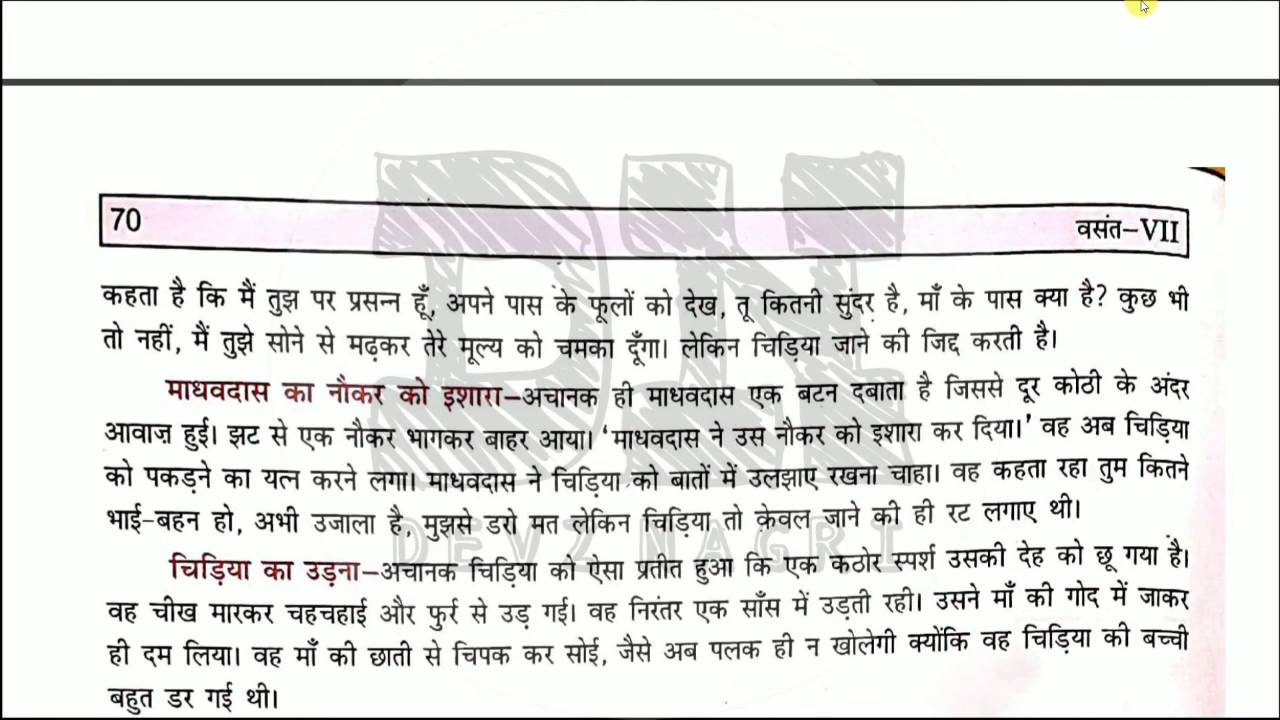 70
वसंत–VII
कहता है कि मैं तुझ पर प्रसन्न हूँ, अपने पास के फूलों को देख, तू कितनी सुंदर है, माँ के पास क्या है? कुछ भी
तो नहीं, मैं तुझे सोने से मढ़कर तेरे मूल्य को चमका दूँगा। लेकिन चिड़िया जाने की जिद्द करती है।
माधवदास का नौकर को इशारा–अचानक ही माधवदास एक बटन दबाता है जिससे दूर कोठी के अंदर
आवाज़ हुई। झट से एक नौकर भागकर बाहर आया। ‘माधवदास ने उस नौकर को इशारा कर दिया।’ वह अब चिड़िया
को पकड़ने का यत्न करने लगा। माधवदास ने चिड़िया को बातों में उलझाए रखना चाहा। वह कहता रहा तुम कितने
भाई-बहन हो, अभी उजाला है, मुझसे डरो मत लेकिन चिड़िया तो केवल जाने की ही रट लगाए थी।
चिड़िया का उड़ना–अचानक चिड़िया को ऐसा प्रतीत हुआ कि एक कठोर स्पर्श उसकी देह को छू गया है।
वह चीख मारकर चहचहाई और फुर्र से उड़ गई। वह निरंतर एक साँस में उड़ती रही। उसने माँ की गोद में जाकर
ही दम लिया। वह माँ की छाती से चिपक कर सोई, जैसे अब पलक ही न खोलेगी क्योंकि वह चिड़िया की बच्ची
बहुत डर गई थी।
DN
DEVZ NAGRI